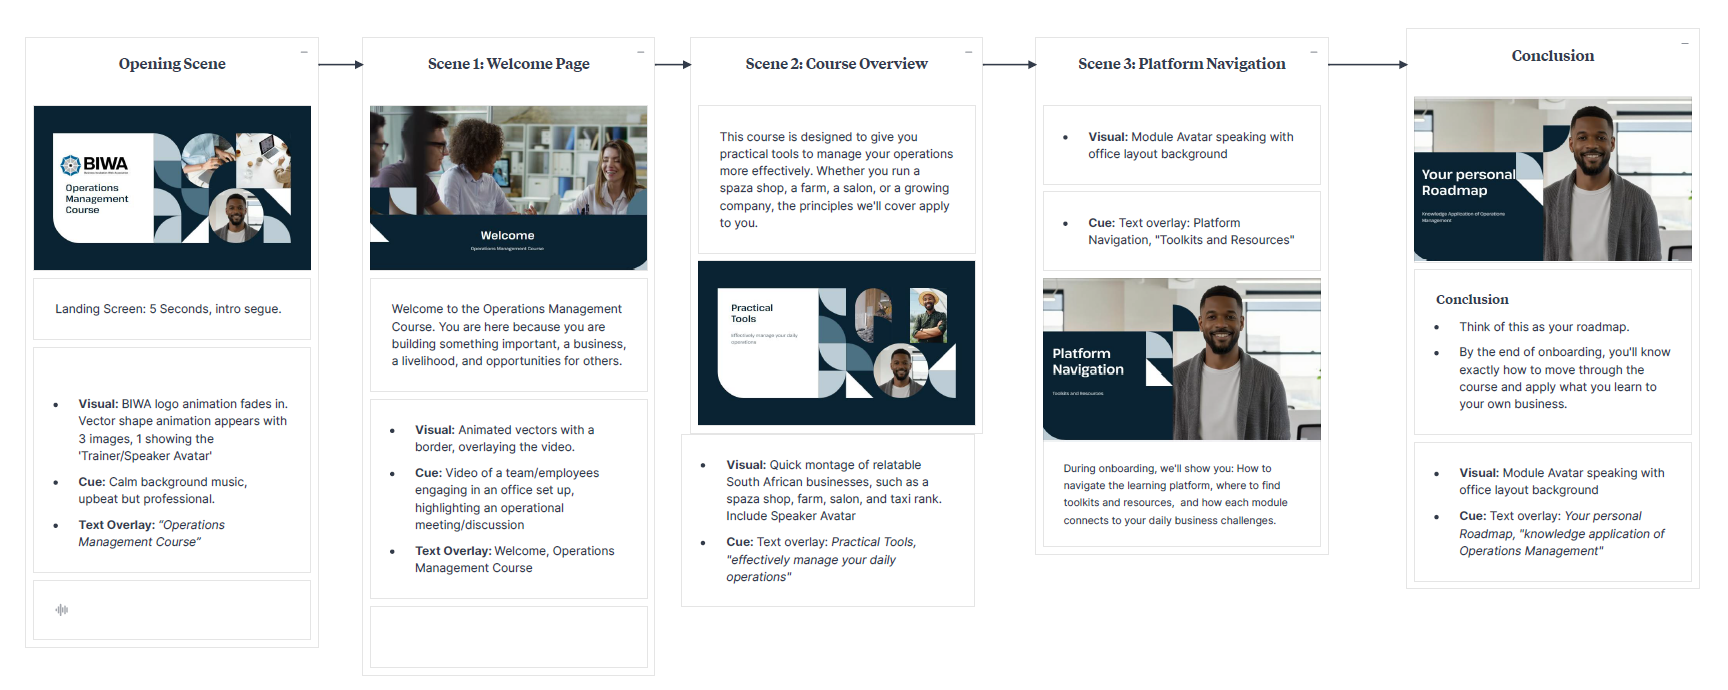 Opening Scene
BIWA
Operations
Management
Course
Landing Screen: 5 Seconds, intro segue.
Visual: BIWA logo animation fades in.
Vector shape animation appears with
3 images, 1 showing the
'Trainer/Speaker Avatar'
Cue: Calm background music,
upbeat but professional.
Text Overlay: “Operations
Management Course”
Scene 1: Welcome Page
Welcome
Operations Management Course
Welcome to the Operations Management
Course. You are here because you are
building something important, a business,
a livelihood, and opportunities for others.
Visual: Animated vectors with a
border, overlaying the video.
Cue: Video of a team/employees
engaging in an office set up,
highlighting an operational
meeting/discussion
Text Overlay: Welcome, Operations
Management Course
Scene 2: Course Overview
This course is designed to give you
practical tools to manage your operations
more effectively. Whether you run a
spaza shop, a farm, a salon, or a growing
company, the principles we'll cover apply
to you.
Practical
Tools
effectively manage your daily
operations
Visual: Quick montage of relatable
South African businesses, such as a
spaza shop, farm, salon, and taxi rank.
Include Speaker Avatar
Cue: Text overlay: Practical Tools,
"effectively manage your daily
operations"
Scene 3: Platform Navigation
Visual: Module Avatar speaking with
office layout background
Cue: Text overlay: Platform
Navigation, "Toolkits and Resources"
Platform
Navigation
Toolkits and Resources
During onboarding, we'll show you: How to
navigate the learning platform, where to find
toolkits and resources, and how each module
connects to your daily business challenges.
Conclusion
Your personal
Roadmap
Knowledge Application of Operations
Management
Conclusion
Think of this as your roadmap.
By the end of onboarding, you'll know
exactly how to move through the
course and apply what you learn to
your own business.
Visual: Module Avatar speaking with
office layout background
Cue: Text overlay: Your personal
Roadmap, "knowledge application of
Operations Management"